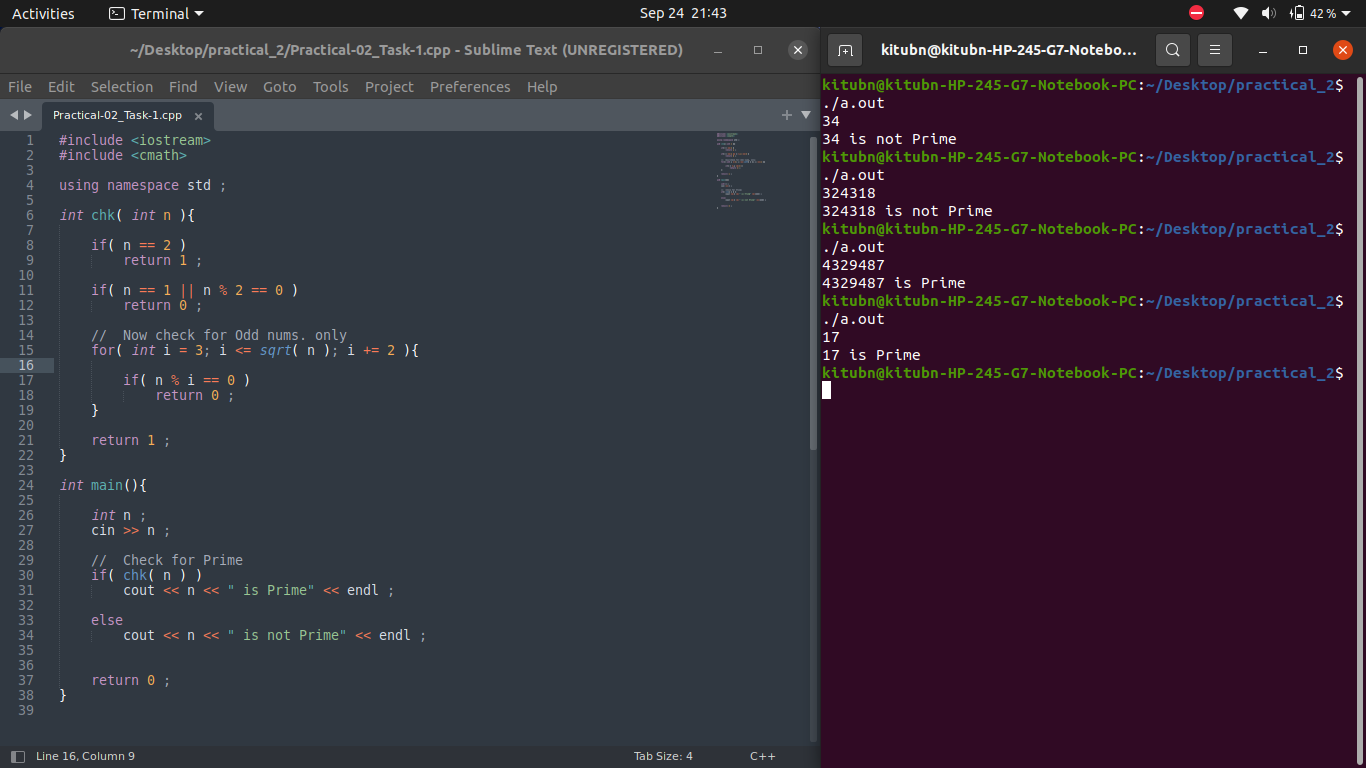 Activities Terminal Sep 24 21:43 42 %
~/Desktop/practical_2/Practical-02_Task-1.cpp - Sublime Text (UNREGISTERED)
File Edit Selection Find View Goto Tools Project Preferences Help
Practical-02_Task-1.cpp
1 #include <iostream>
2 #include <cmath>
3
4 using namespace std ;
5
6 int chk( int n ){
7
8 if( n == 2 )
9 return 1 ;
10
11 if( n == 1 || n % 2 == 0 )
12 return 0 ;
13
14 // Now check for Odd nums. only
15 for( int i = 3; i <= sqrt( n ); i += 2 ){
16
17 if( n % i == 0 )
18 return 0 ;
19 }
20
21 return 1 ;
22 }
23
24 int main(){
25
26 int n ;
27 cin >> n ;
28
29 // Check for Prime
30 if( chk( n ) )
31 cout << n << " is Prime" << endl ;
32
33 else
34 cout << n << " is not Prime" << endl ;
35
36
37 return 0 ;
38 }
39
Line 16, Column 9 Tab Size: 4 C++
kitubn@kitubn-HP-245-G7-Notebo...
kitubn@kitubn-HP-245-G7-Notebook-PC:~/Desktop/practical_2$
./a.out
34
34 is not Prime
kitubn@kitubn-HP-245-G7-Notebook-PC:~/Desktop/practical_2$
./a.out
324318
324318 is not Prime
kitubn@kitubn-HP-245-G7-Notebook-PC:~/Desktop/practical_2$
./a.out
4329487
4329487 is Prime
kitubn@kitubn-HP-245-G7-Notebook-PC:~/Desktop/practical_2$
./a.out
17
17 is Prime
kitubn@kitubn-HP-245-G7-Notebook-PC:~/Desktop/practical_2$